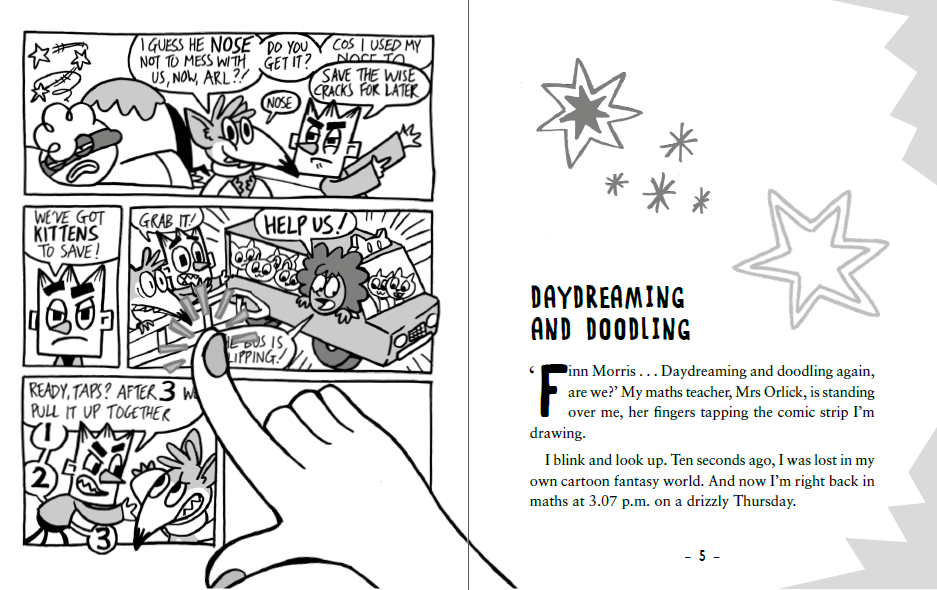 I GUESS HE NOSE
NOT TO MESS WITH
US, NOW, ARL?!
DO YOU
GET IT?
COS I USED MY
NOSE TO
NOSE
SAVE THE WISE
CRACKS FOR LATER
WE'VE GOT
KITTENS
TO SAVE!
GRAB IT!
HELP US!
BUS IS
READY, TAPS? AFTER 3
PULL IT UP TOGETHER
1
2
3
DAYDREAMING
AND DOODLING
‘Finn Morris . . . Daydreaming and doodling again,
are we?’ My maths teacher, Mrs Orlick, is standing
over me, her fingers tapping the comic strip I’m
drawing.
I blink and look up. Ten seconds ago, I was lost in my
own cartoon fantasy world. And now I’m right back in
maths at 3.07 p.m. on a drizzly Thursday.
– 5 –